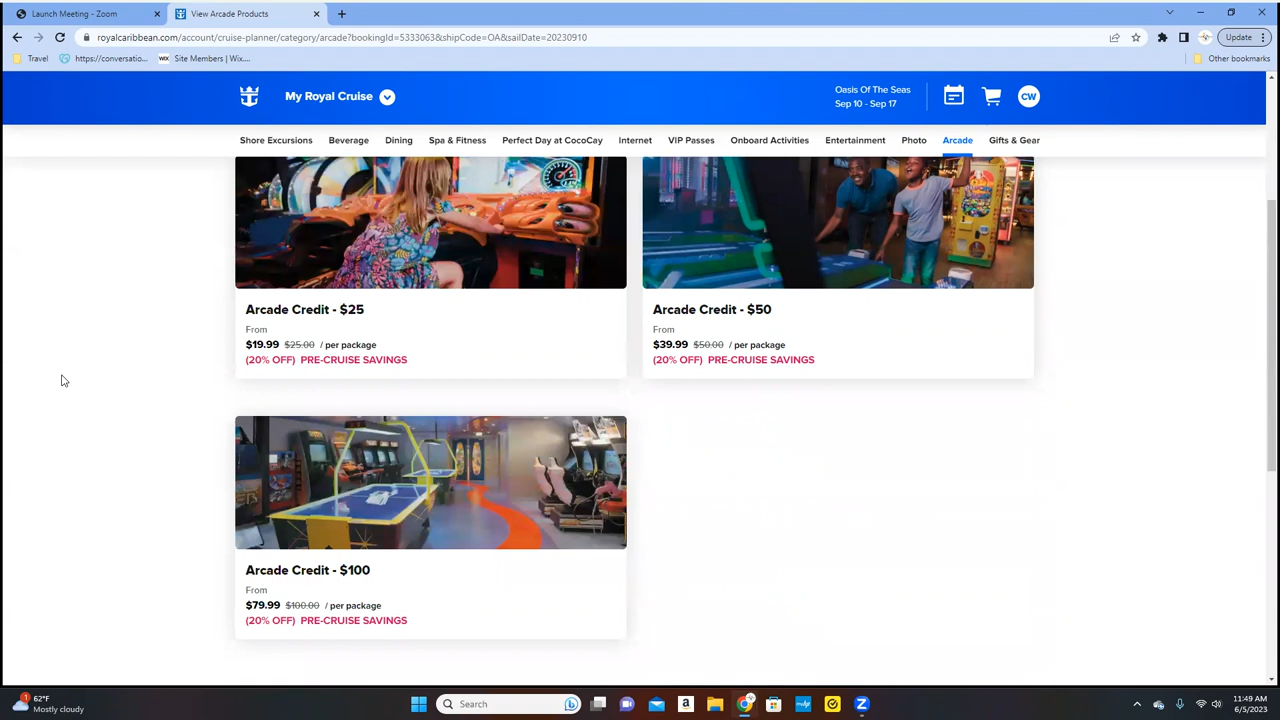 Launch Meeting - Zoom
View Arcade Products
royalcaribbean.com/account/cruise-planner/category/arcade?bookingId=5333063&shipCode=OA&sailDate=20230910
Update
Travel
https://conversatio...
WIX Site Members | Wix....
Other bookmarks
My Royal Cruise
Oasis Of The Seas
Sep 10 - Sep 17
CW
Shore Excursions Beverage Dining Spa & Fitness Perfect Day at CocoCay Internet VIP Passes Onboard Activities Entertainment Photo Arcade Gifts & Gear
Arcade Credit - $25
From
$19.99 $25.00 / per package
(20% OFF) PRE-CRUISE SAVINGS
Arcade Credit - $50
From
$39.99 $50.00 / per package
(20% OFF) PRE-CRUISE SAVINGS
Arcade Credit - $100
From
$79.99 $100.00 / per package
(20% OFF) PRE-CRUISE SAVINGS
1
62°F
Mostly cloudy
Search
11:49 AM
6/5/2023